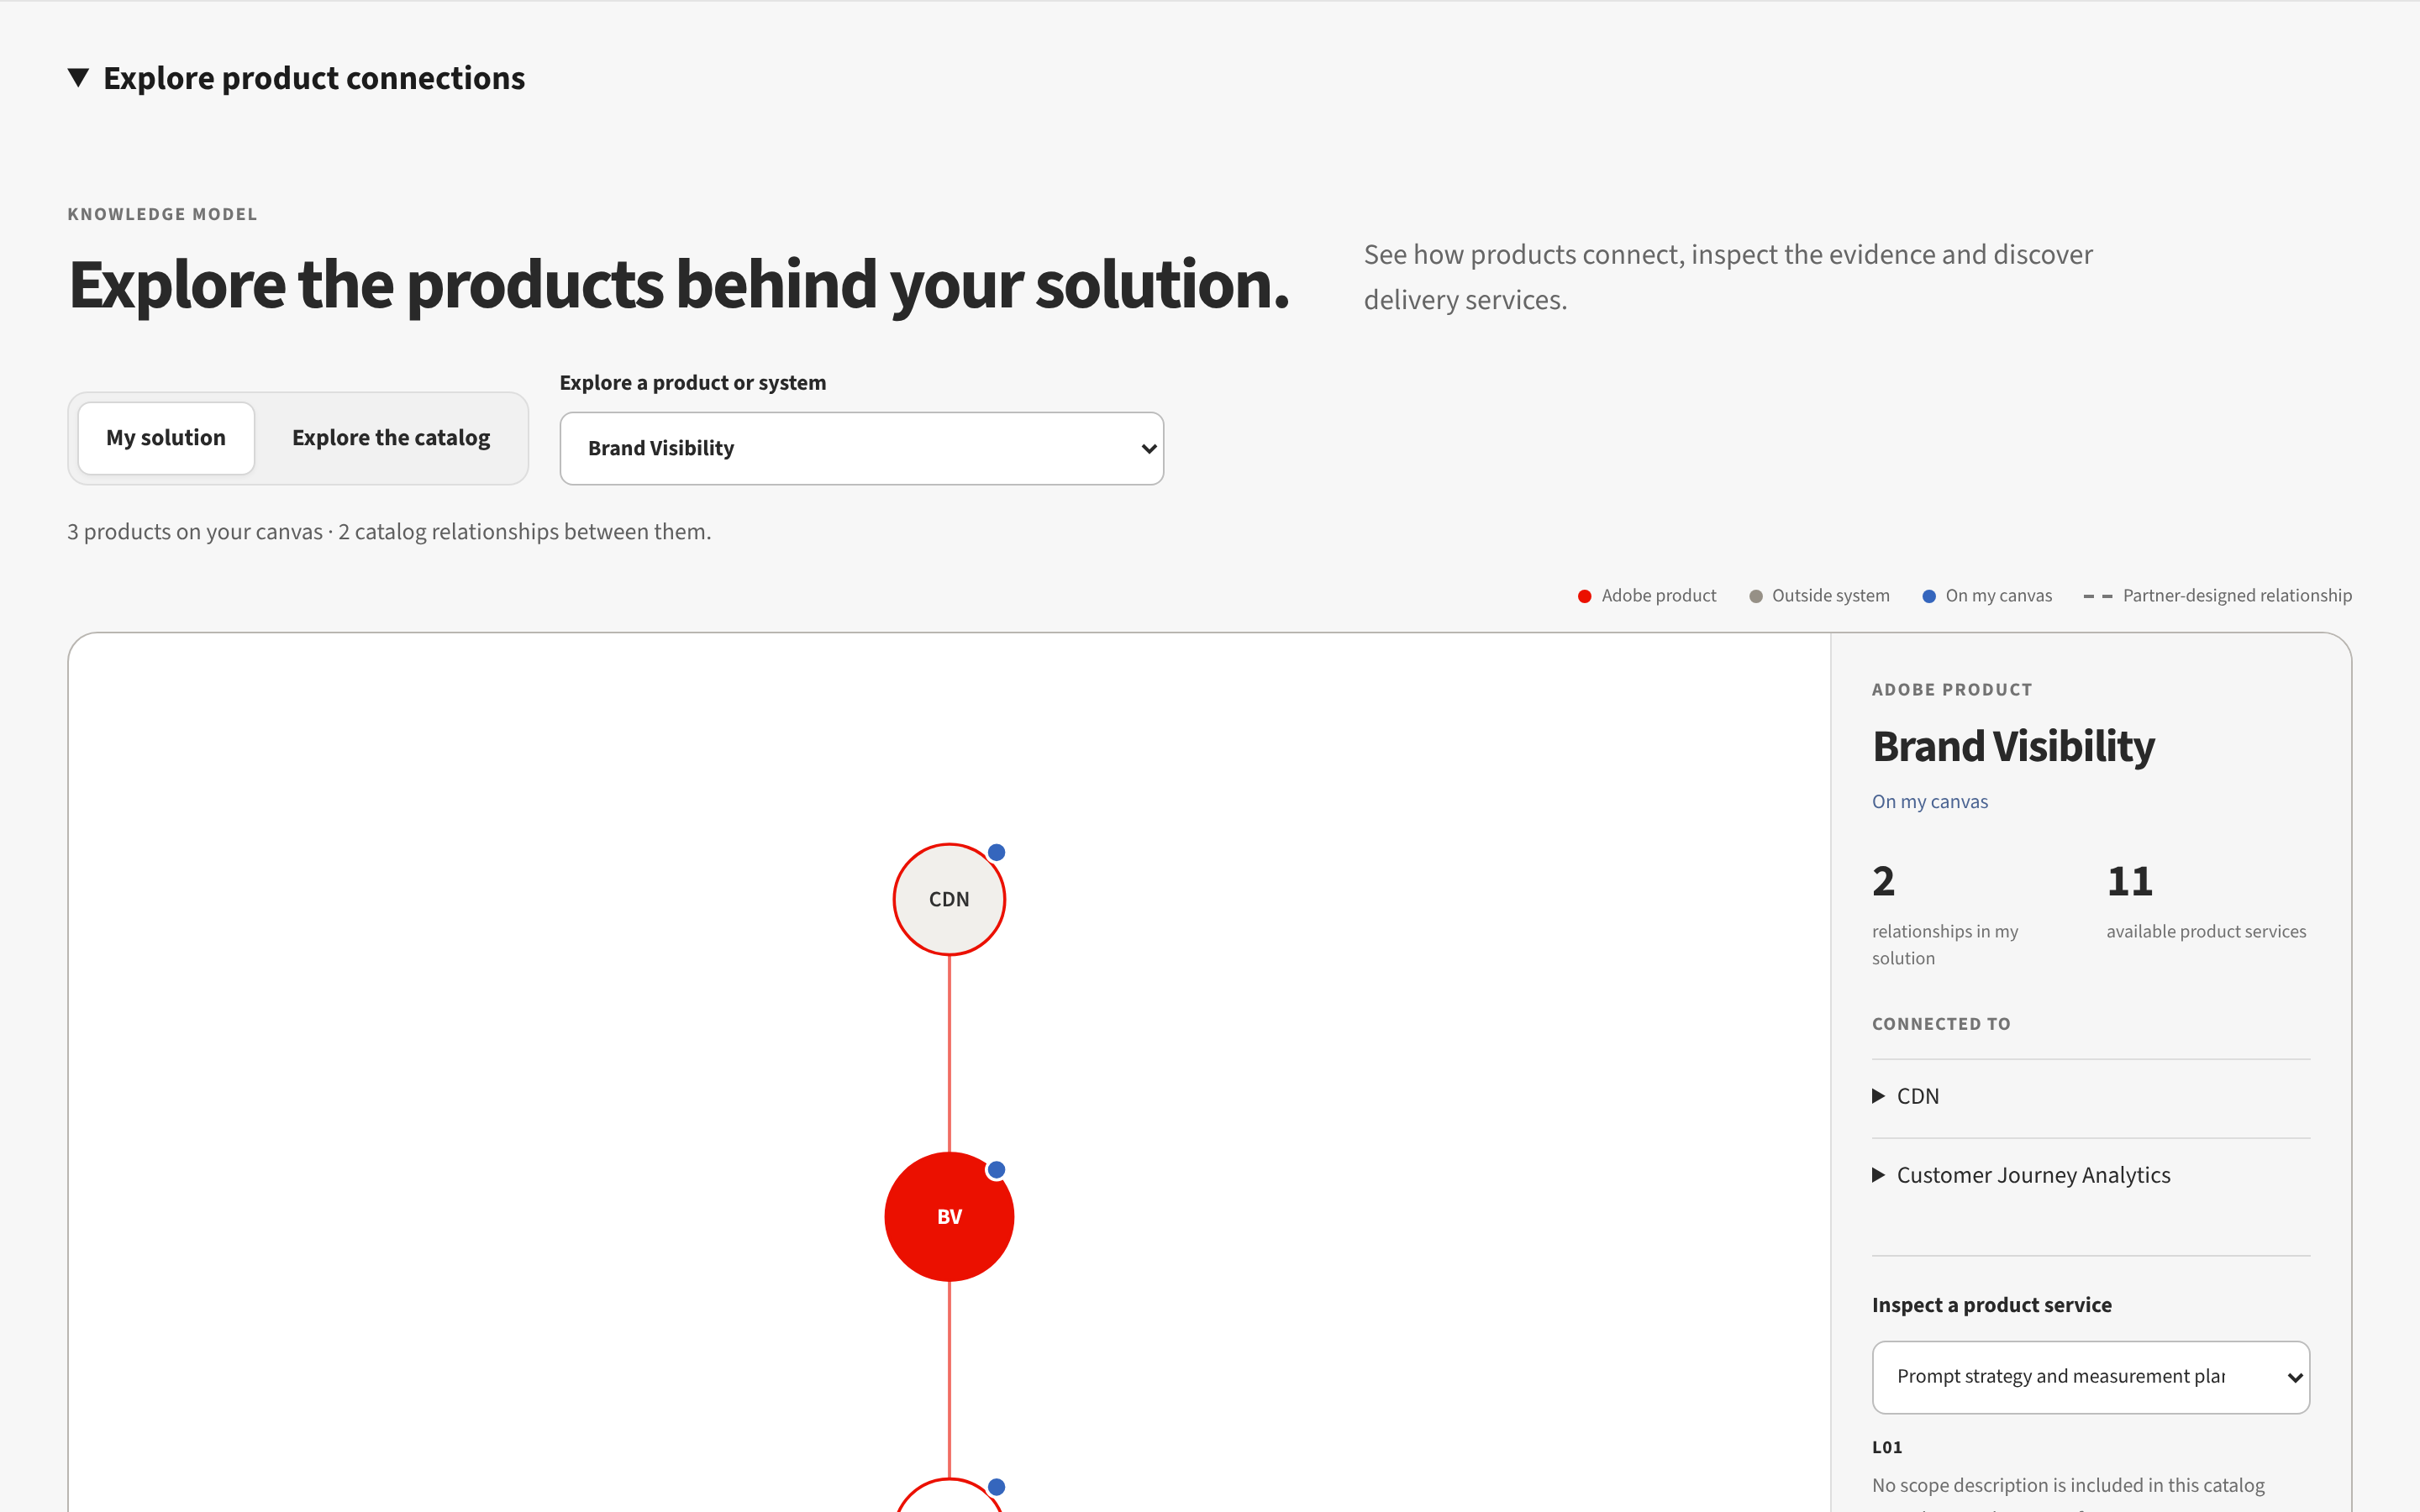 Explore product connections
KNOWLEDGE MODEL
Explore the products behind your solution.
See how products connect, inspect the evidence and discover
delivery services.
My solution
Explore the catalog
Explore a product or system
Brand Visibility
3 products on your canvas · 2 catalog relationships between them.
Adobe product
Outside system
On my canvas
Partner-designed relationship
CDN
BV
ADOBE PRODUCT
Brand Visibility
On my canvas
2
relationships in my
solution
11
available product services
CONNECTED TO
CDN
Customer Journey Analytics
Inspect a product service
Prompt strategy and measurement
L01
No scope description is included in this catalog